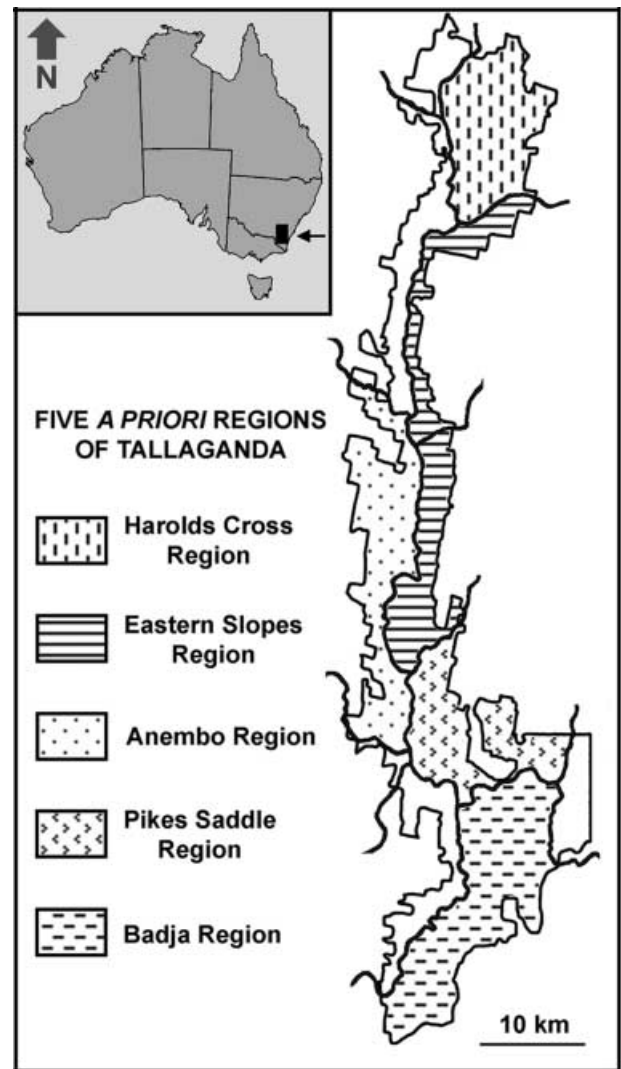 N
FIVE A PRIORI REGIONS
OF TALLAGANDA
Harolds Cross
Region
Eastern Slopes
Region
Anembo Region
Pikes Saddle
Region
Badja Region
10 km